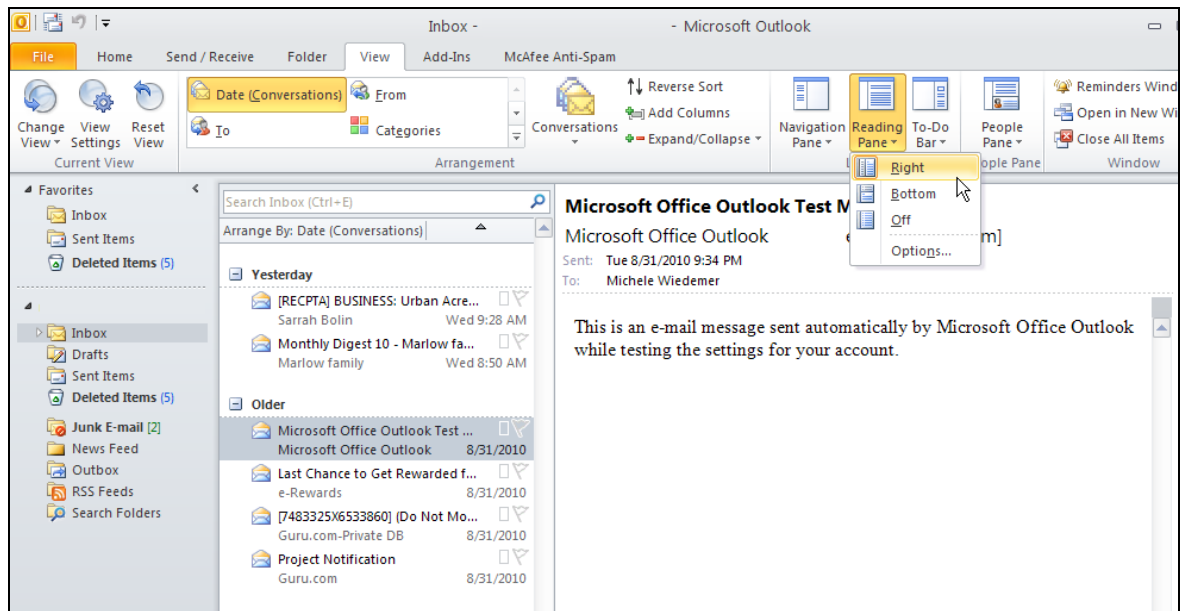 Inbox - - Microsoft Outlook
File Home Send / Receive Folder View Add-Ins McAfee Anti-Spam
Change View View Settings Reset View
Current View
Date (Conversations) From
To Categories
Arrangement
Conversations
Reverse Sort
Add Columns
Expand/Collapse
Navigation Pane Reading Pane To-Do Bar
People Pane
ople Pane
Reminders Wind
Open in New Wi
Close All Items
Window
Right
Bottom
Off
Options...
Favorites
Inbox
Sent Items
Deleted Items (5)
Inbox
Drafts
Sent Items
Deleted Items (5)
Junk E-mail [2]
News Feed
Outbox
RSS Feeds
Search Folders
Search Inbox (Ctrl+E)
Arrange By: Date (Conversations)
Yesterday
[RECPTA] BUSINESS: Urban Acre...
Sarrah Bolin Wed 9:28 AM
Monthly Digest 10 - Marlow fa...
Marlow family Wed 8:50 AM
Older
Microsoft Office Outlook Test ...
Microsoft Office Outlook 8/31/2010
Last Chance to Get Rewarded f...
e-Rewards 8/31/2010
[7483325X6533860] (Do Not Mo...
Guru.com-Private DB 8/31/2010
Project Notification
Guru.com 8/31/2010
Microsoft Office Outlook Test M
Microsoft Office Outlook m]
Sent: Tue 8/31/2010 9:34 PM
To: Michele Wiedemer
This is an e-mail message sent automatically by Microsoft Office Outlook
while testing the settings for your account.